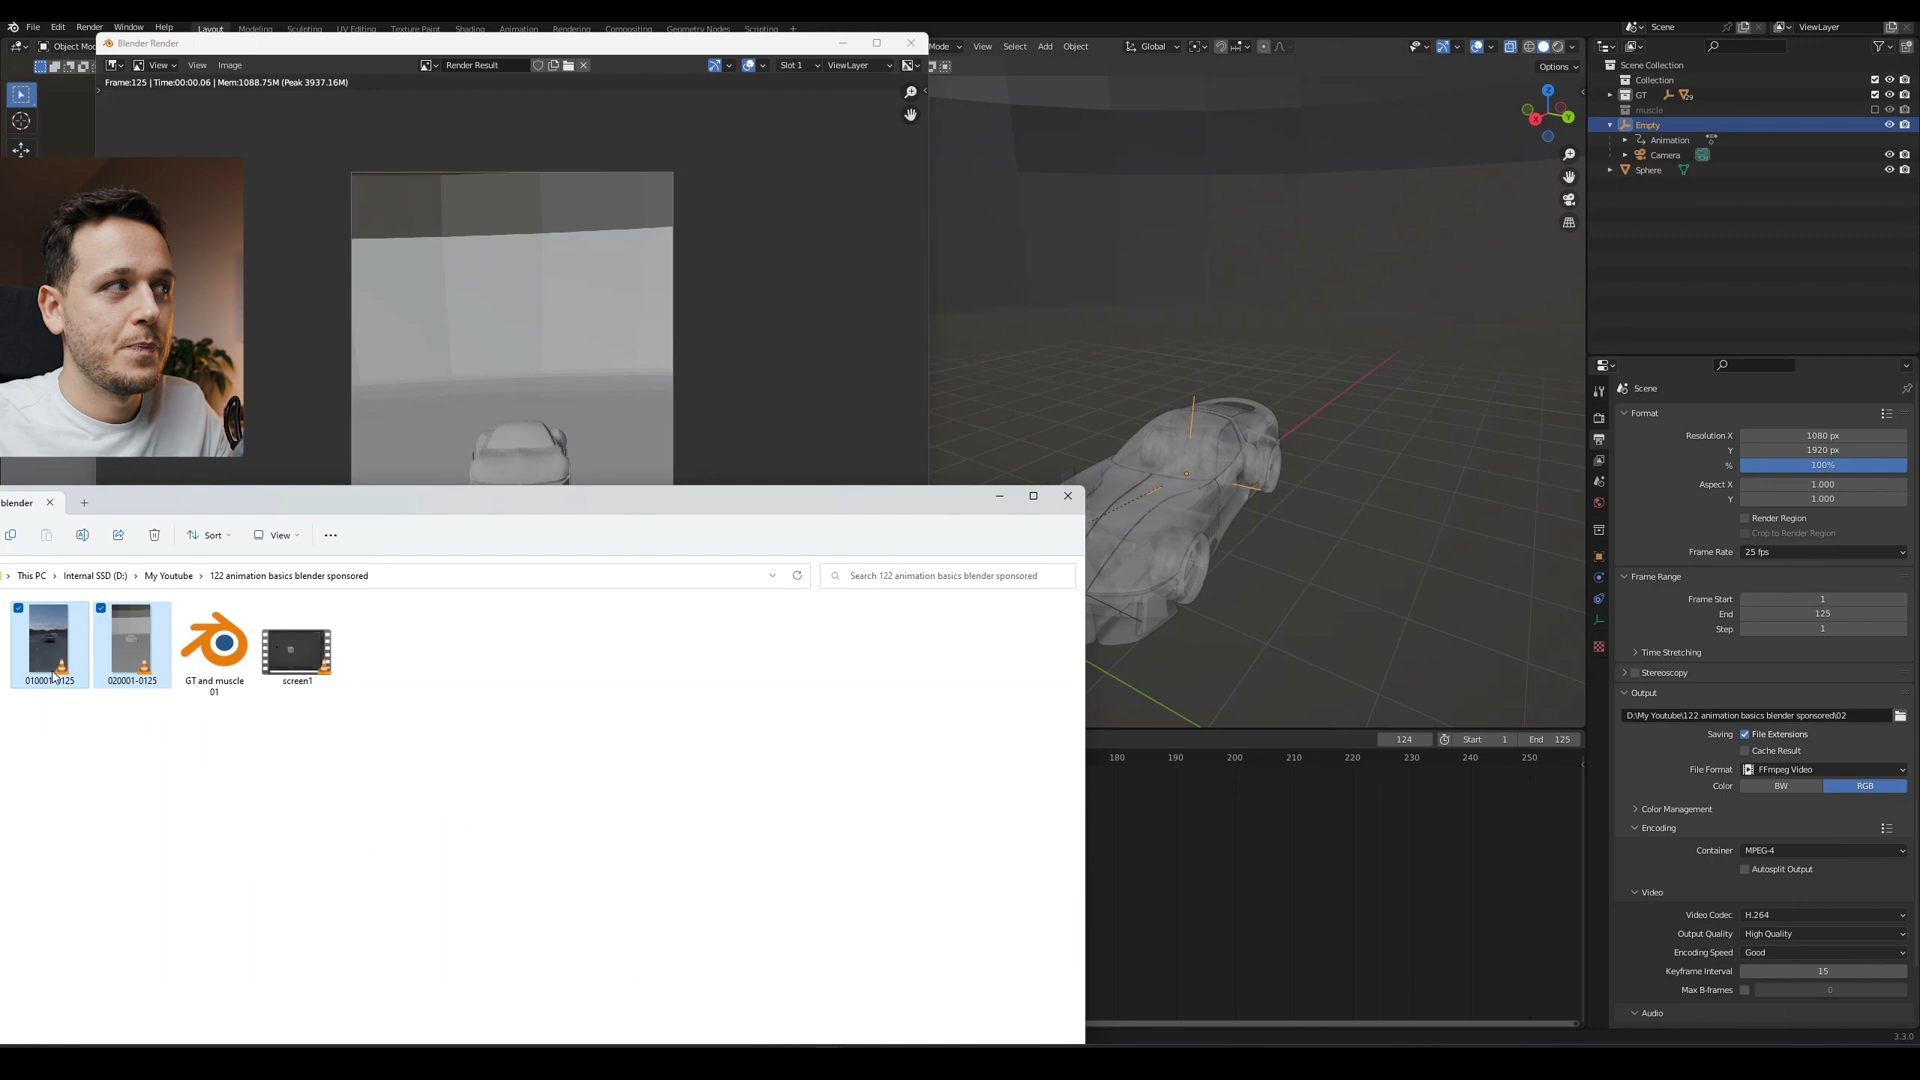 File Edit Render Window Help Layout Modeling Sculpting UV Editing Texture Paint Shading Animation Rendering Compositing Geometry Nodes Scripting + Scene ViewLayer
Object Mo
Blender Render
Mode View Select Add Object Global
View View Image Render Result Slot 1 ViewLayer
Options
Frame:125 | Time:00:00.06 | Mem:1088.75M (Peak 3937.16M)
Scene Collection
Collection
GT 29
muscle
Empty
Animation
Camera
Sphere
Z
Y
X
Scene
Format
Resolution X 1080 px
Y 1920 px
% 100%
Aspect X 1.000
Y 1.000
Render Region
Crop to Render Region
Frame Rate 25 fps
Frame Range
Frame Start 1
End 125
Step 1
Time Stretching
Stereoscopy
Output
D:\My Youtube\122 animation basics blender sponsored\02
Saving File Extensions
Cache Result
File Format FFmpeg Video
Color BW RGB
Color Management
Encoding
Container MPEG-4
Autosplit Output
Video
Video Codec H.264
Output Quality High Quality
Encoding Speed Good
Keyframe Interval 15
Max B-frames 0
Audio
3.3.0
blender
Sort View
This PC > Internal SSD (D:) > My Youtube > 122 animation basics blender sponsored
Search 122 animation basics blender sponsored
010001-0125
020001-0125
GT and muscle
01
screen1
124 Start 1 End 125
180 190 200 210 220 230 240 250